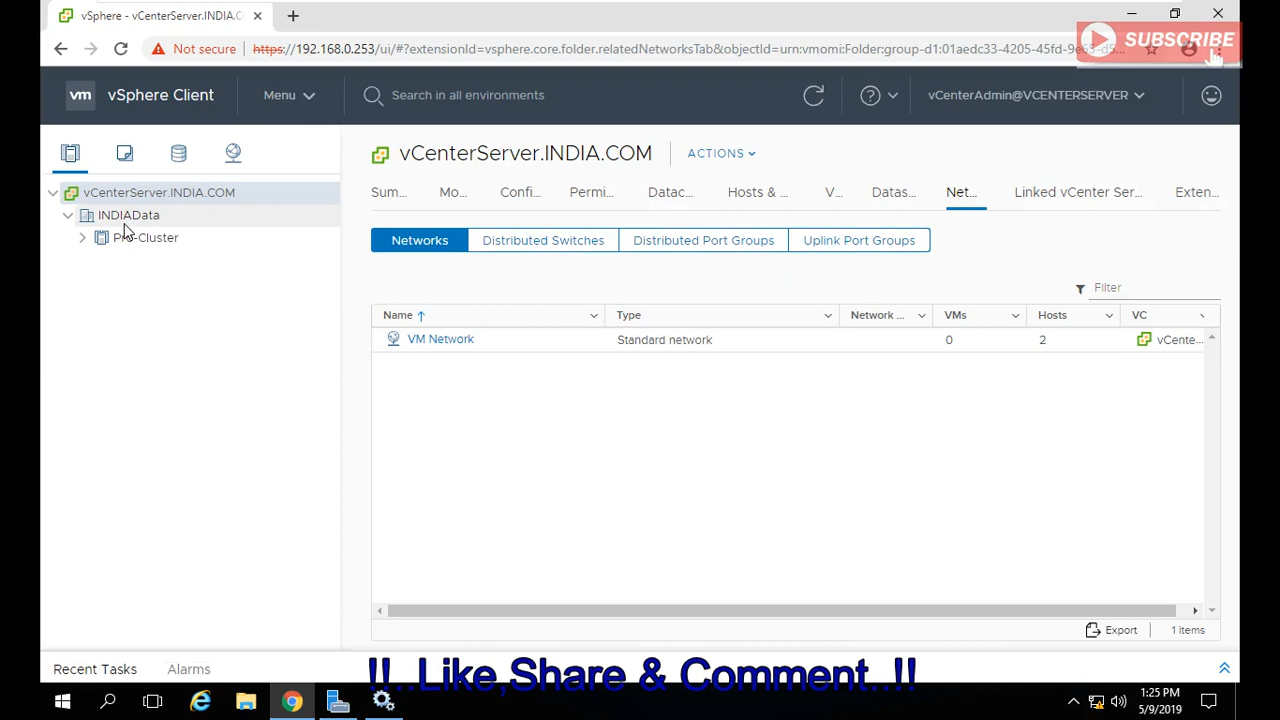 vSphere - vCenterServer.INDIA.C
SUBSCRIBE
Not secure
https://192.168.0.253/ui/#?extensionId=vsphere.core.folder.relatedNetworksTab&objectId=urn:vmomi:Folder:group-d1:01aedc33-4205-45fd-9e65-d5...
vm vSphere Client Menu Search in all environments vCenterAdmin@VCENTERSERVER
vCenterServer.INDIA.COM
INDIAData
Cluster
vCenterServer.INDIA.COM ACTIONS
Sum... Mo... Confi... Permi... Datac... Hosts & ... V... Datas... Net... Linked vCenter Ser... Exten...
Networks Distributed Switches Distributed Port Groups Uplink Port Groups
Filter
Name Type Network ... VMs Hosts VC
VM Network Standard network 0 2 vCente...
Export 1 items
Recent Tasks Alarms
!!..Like,Share & Comment..!!
1:25 PM
5/9/2019